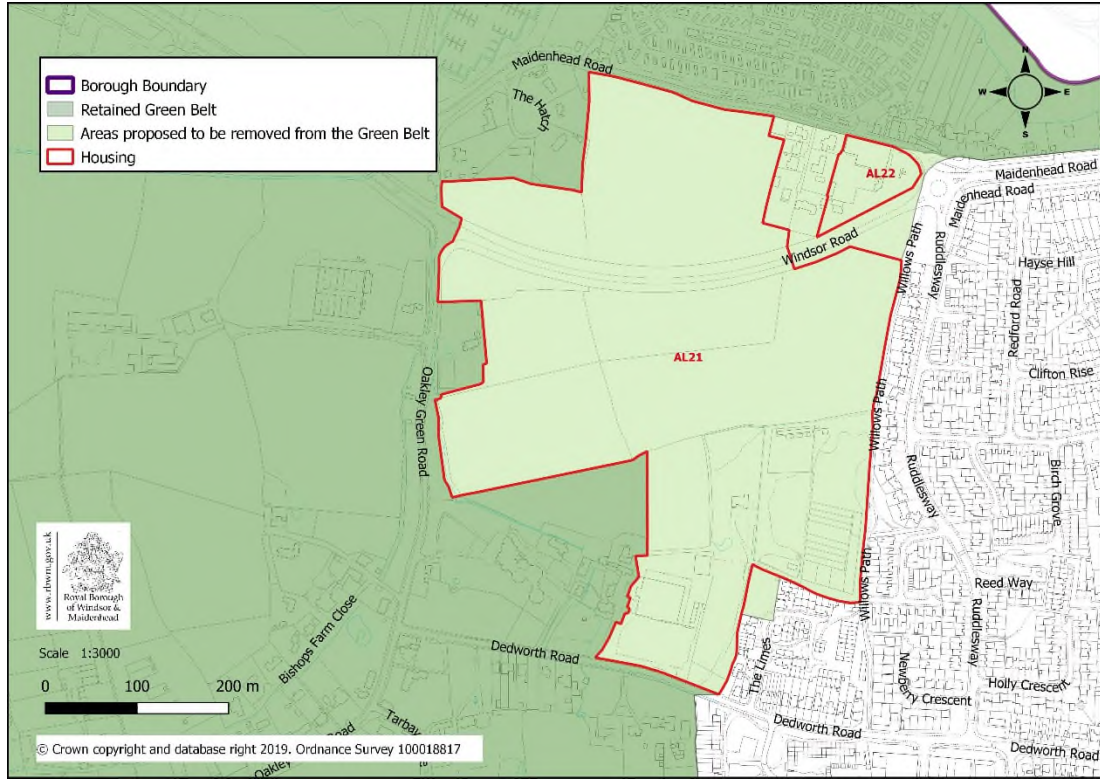 Borough Boundary
Retained Green Belt
Areas proposed to be removed from the Green Belt
Housing
Maidenhead Road
The Hatch
N
W
E
S
AL22
Maidenhead Road
Maidenhead Road
Windsor Road
Willows Path
Ruddlesway
Hayse Hill
Redford Road
AL21
Clifton Rise
Oakley Green Road
Willows Path
Ruddlesway
Birch Grove
www.rbwm.gov.uk
Royal Borough
of Windsor &
Maidenhead
Willows Path
Reed Way
Ruddlesway
Scale 1:3000
Bishops Farm Close
Dedworth Road
The Limes
Newberry Crescent
Holly Crescent
0 100 200 m
Dedworth Road
Dedworth Road
© Crown copyright and database right 2019. Ordnance Survey 100018817